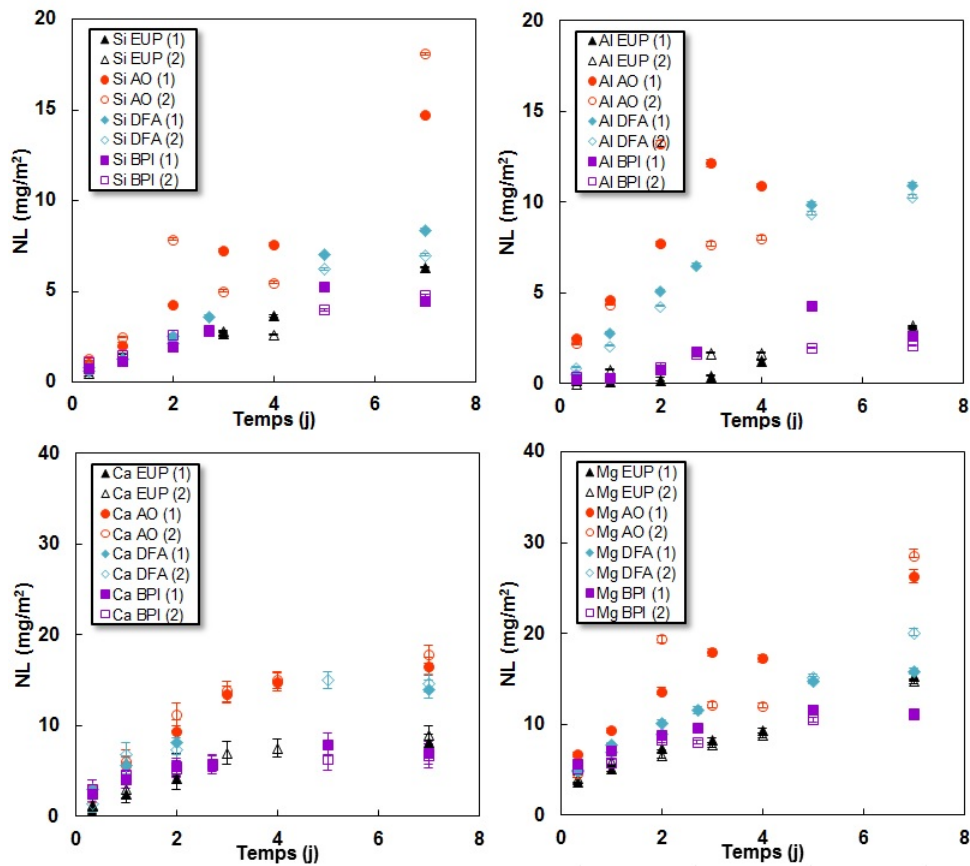 20
15
10
5
0
NL (mg/m²)
Si EUP (1)
Si EUP (2)
Si AO (1)
Si AO (2)
Si DFA (1)
Si DFA (2)
Si BPI (1)
Si BPI (2)
0 2 4 6 8
Temps (j)
20
15
10
5
0
NL (mg/m²)
Al EUP (1)
Al EUP (2)
Al AO (1)
Al AO (2)
Al DFA (1)
Al DFA (2)
Al BPI (1)
Al BPI (2)
0 2 4 6 8
Temps (j)
40
30
20
10
0
NL (mg/m²)
Ca EUP (1)
Ca EUP (2)
Ca AO (1)
Ca AO (2)
Ca DFA (1)
Ca DFA (2)
Ca BPI (1)
Ca BPI (2)
0 2 4 6 8
Temps (j)
40
30
20
10
0
NL (mg/m²)
Mg EUP (1)
Mg EUP (2)
Mg AO (1)
Mg AO (2)
Mg DFA (1)
Mg DFA (2)
Mg BPI (1)
Mg BPI (2)
0 2 4 6 8
Temps (j)